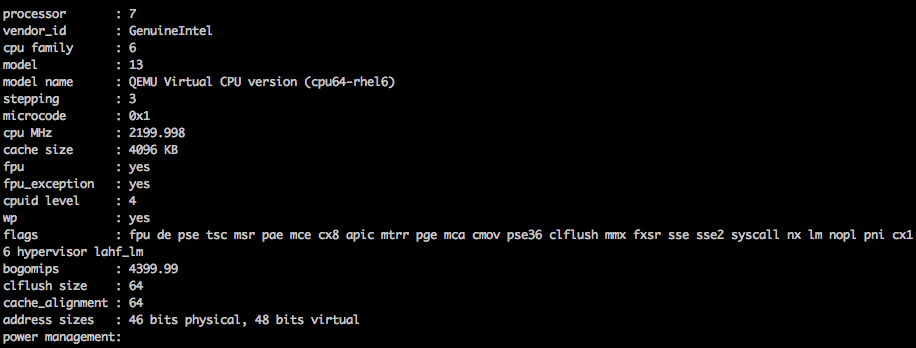 processor : 7
vendor_id : GenuineIntel
cpu family : 6
model : 13
model name : QEMU Virtual CPU version (cpu64-rhel6)
stepping : 3
microcode : 0x1
cpu MHz : 2199.998
cache size : 4096 KB
fpu : yes
fpu_exception : yes
cpuid level : 4
wp : yes
flags : fpu de pse tsc msr pae mce cx8 apic mtrr pge mca cmov pse36 clflush mmx fxsr sse sse2 syscall nx lm nopl pni cx1
6 hypervisor lahf_lm
bogomips : 4399.99
clflush size : 64
cache_alignment : 64
address sizes : 46 bits physical, 48 bits virtual
power management: